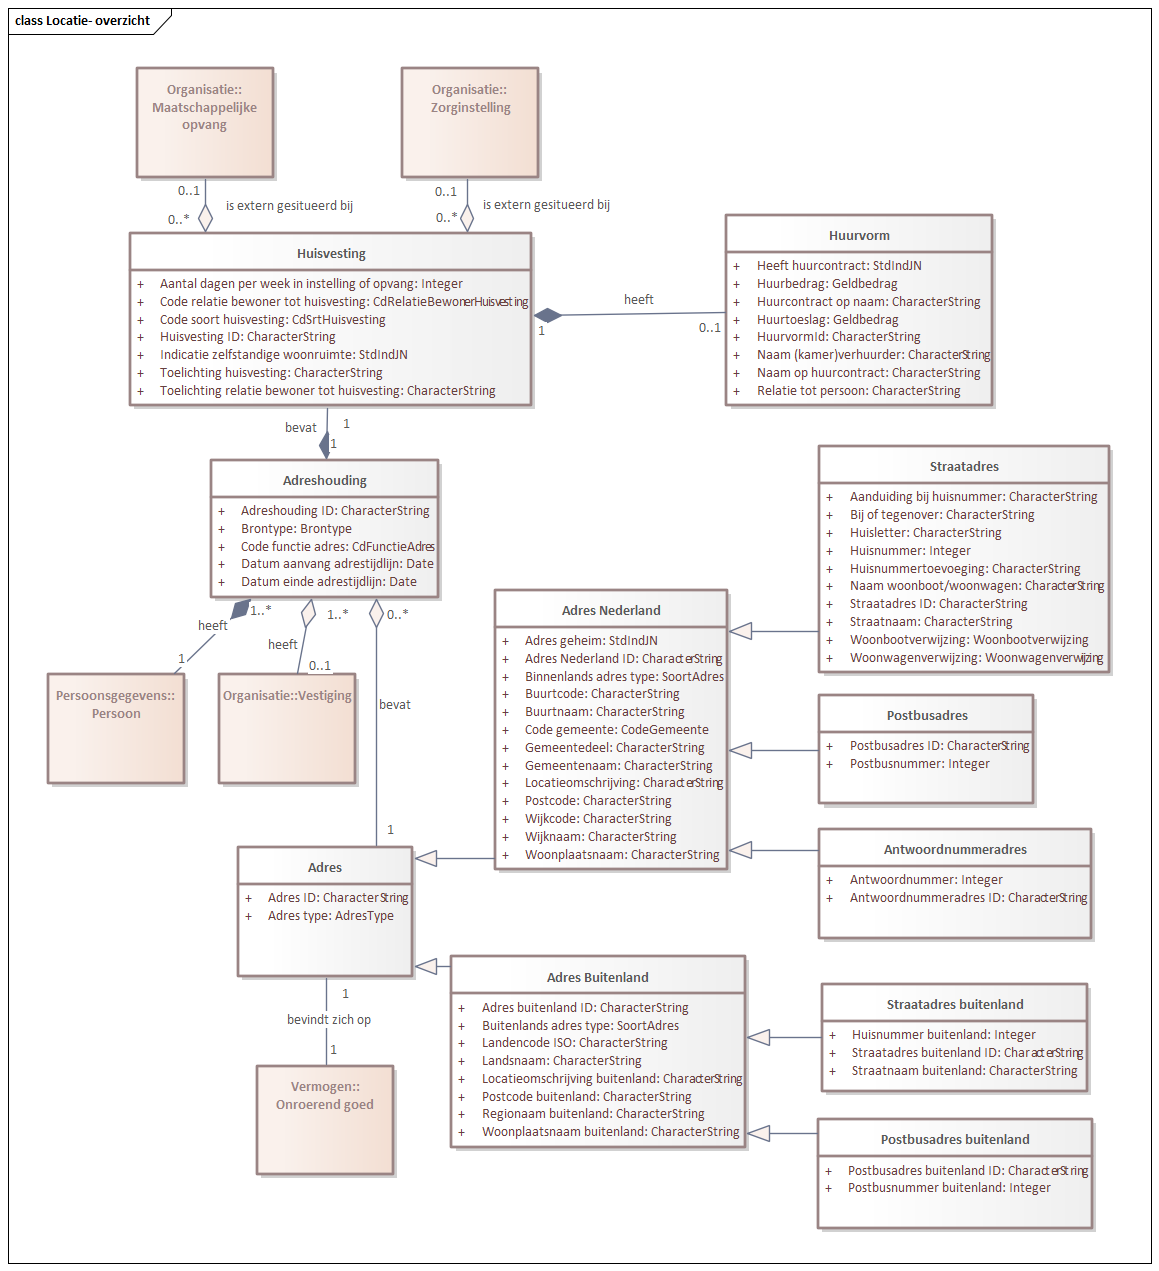 class Locatie- overzicht
Organisatie::
Maatschappelijke
opvang
Organisatie::
Zorginstelling
0..1
is extern gesitueerd bij
0..*
0..1
is extern gesitueerd bij
0..*
Huisvesting
+ Aantal dagen per week in instelling of opvang: Integer
+ Code relatie bewoner tot huisvesting: CdRelatieBewonerHuisvesting
+ Code soort huisvesting: CdSrtHuisvesting
+ Huisvesting ID: CharacterString
+ Indicatie zelfstandige woonruimte: StdIndJN
+ Toelichting huisvesting: CharacterString
+ Toelichting relatie bewoner tot huisvesting: CharacterString
heeft
1
0..1
Huurvorm
+ Heeft huurcontract: StdIndJN
+ Huurbedrag: Geldbedrag
+ Huurcontract op naam: CharacterString
+ Huurtoeslag: Geldbedrag
+ HuurvormId: CharacterString
+ Naam (kamer)verhuurder: CharacterString
+ Naam op huurcontract: CharacterString
+ Relatie tot persoon: CharacterString
bevat
1
1
Adreshouding
+ Adreshouding ID: CharacterString
+ Brontype: Brontype
+ Code functie adres: CdFunctieAdres
+ Datum aanvang adrestijdlijn: Date
+ Datum einde adrestijdlijn: Date
1..*
heeft
1
1..*
heeft
0..1
0..*
bevat
1
Persoonsgegevens::
Persoon
Organisatie::Vestiging
Straatadres
+ Aanduiding bij huisnummer: CharacterString
+ Bij of tegenover: CharacterString
+ Huisletter: CharacterString
+ Huisnummer: Integer
+ Huisnummertoevoeging: CharacterString
+ Naam woonboot/woonwagen: CharacterString
+ Straatadres ID: CharacterString
+ Straatnaam: CharacterString
+ Woonbootverwijzing: Woonbootverwijzing
+ Woonwagenverwijzing: Woonwagenverwijzing
Adres Nederland
+ Adres geheim: StdIndJN
+ Adres Nederland ID: CharacterString
+ Binnenlands adres type: SoortAdres
+ Buurtcode: CharacterString
+ Buurtnaam: CharacterString
+ Code gemeente: CodeGemeente
+ Gemeentedeel: CharacterString
+ Gemeentenaam: CharacterString
+ Locatieomschrijving: CharacterString
+ Postcode: CharacterString
+ Wijkcode: CharacterString
+ Wijknaam: CharacterString
+ Woonplaatsnaam: CharacterString
Postbusadres
+ Postbusadres ID: CharacterString
+ Postbusnummer: Integer
Antwoordnummeradres
+ Antwoordnummer: Integer
+ Antwoordnummeradres ID: CharacterString
Adres
+ Adres ID: CharacterString
+ Adres type: AdresType
1
bevindt zich op
1
Vermogen::
Onroerend goed
Adres Buitenland
+ Adres buitenland ID: CharacterString
+ Buitenlands adres type: SoortAdres
+ Landencode ISO: CharacterString
+ Landsnaam: CharacterString
+ Locatieomschrijving buitenland: CharacterString
+ Postcode buitenland: CharacterString
+ Regionaam buitenland: CharacterString
+ Woonplaatsnaam buitenland: CharacterString
Straatadres buitenland
+ Huisnummer buitenland: Integer
+ Straatadres buitenland ID: CharacterString
+ Straatnaam buitenland: CharacterString
Postbusadres buitenland
+ Postbusadres buitenland ID: CharacterString
+ Postbusnummer buitenland: Integer